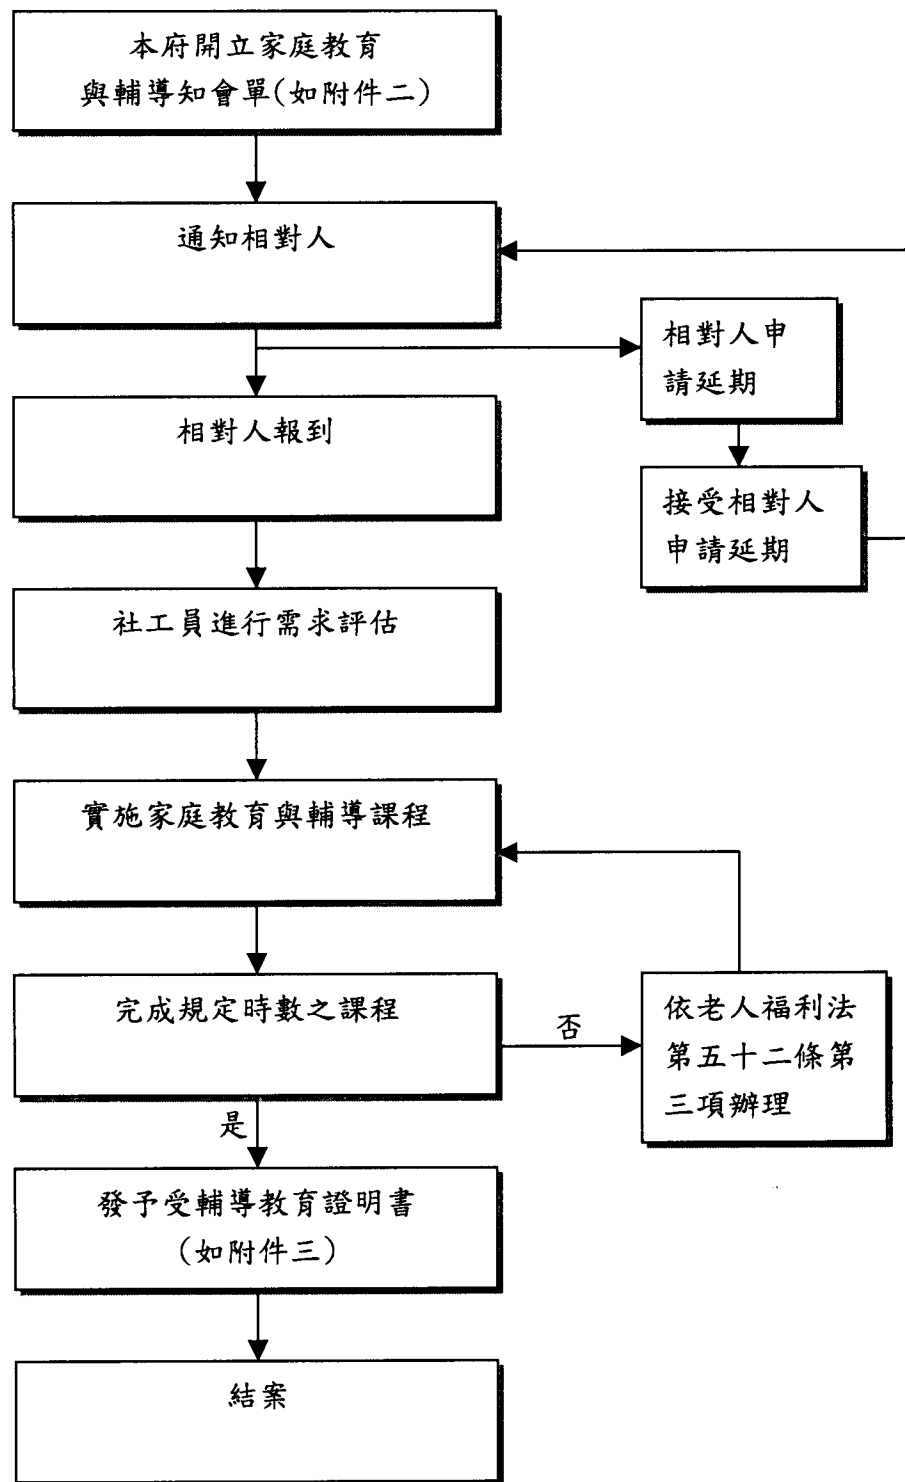 本府開立家庭教育
與輔導知會單(如附件二)
通知相對人
相對人申
請延期
相對人報到
接受相對人
申請延期
社工員進行需求評估
實施家庭教育與輔導課程
完成規定時數之課程
否
依老人福利法
第五十二條第
三項辦理
是
發予受輔導教育證明書
(如附件三)
結案